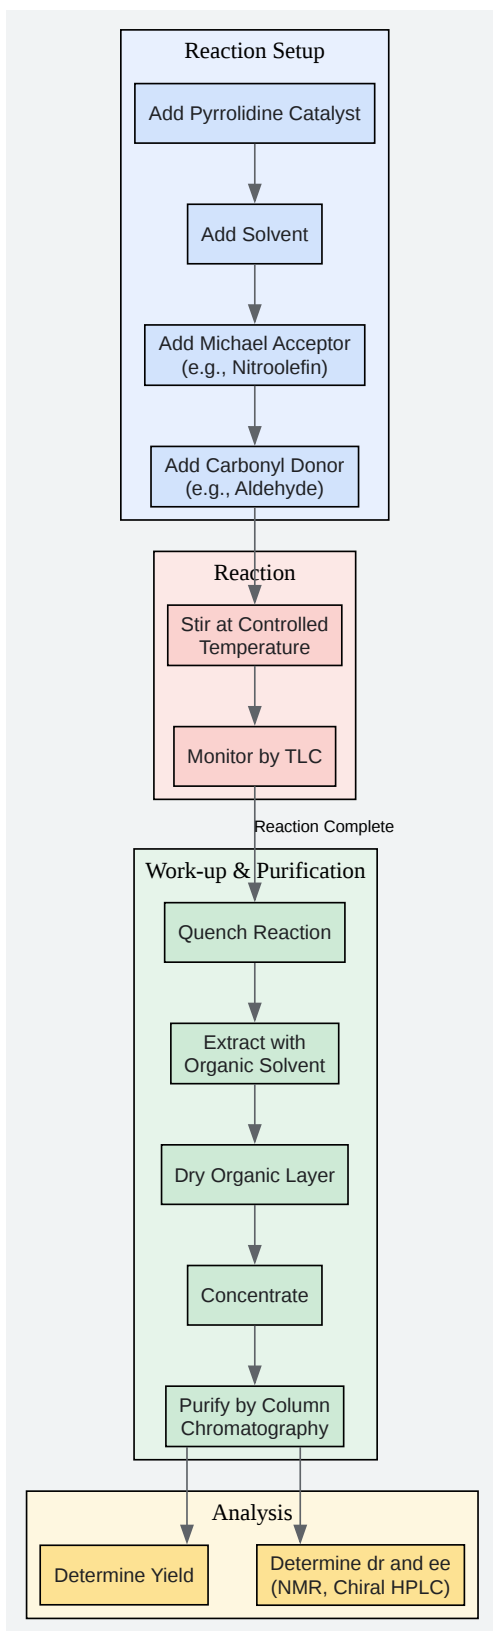 Reaction Setup
Add Pyrrolidine Catalyst
Add Solvent
Add Michael Acceptor
(e.g., Nitroolefin)
Add Carbonyl Donor
(e.g., Aldehyde)
Reaction
Stir at Controlled
Temperature
Monitor by TLC
Reaction Complete
Work-up & Purification
Quench Reaction
Extract with
Organic Solvent
Dry Organic Layer
Concentrate
Purify by Column
Chromatography
Analysis
Determine Yield
Determine dr and ee
(NMR, Chiral HPLC)